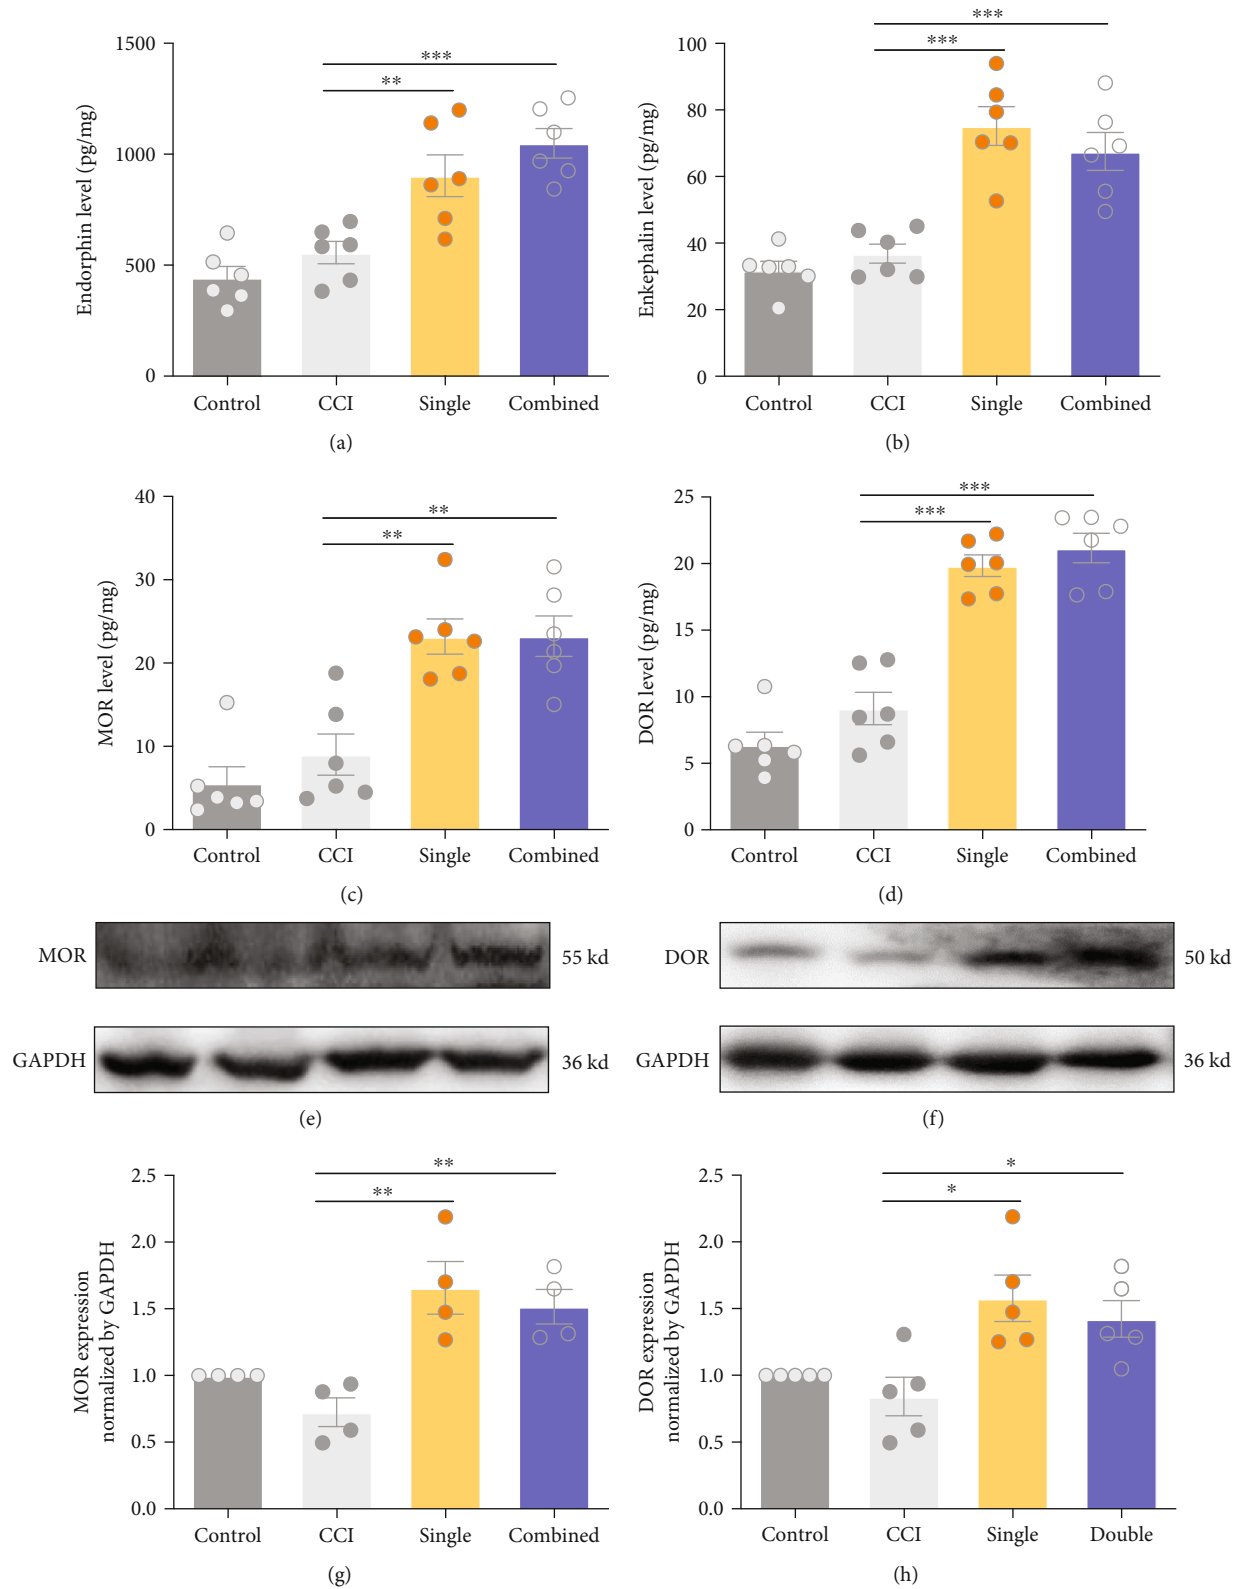 ***
***
**
1500
1000
500
0
Endorphin level (pg/mg)
Control CCI Single Combined
(a)
***
***
100
80
60
40
20
0
Enkephalin level (pg/mg)
Control CCI Single Combined
(b)
**
**
40
30
20
10
0
MOR level (pg/mg)
Control CCI Single Combined
(c)
***
***
25
20
15
10
5
0
DOR level (pg/mg)
Control CCI Single Combined
(d)
MOR 55 kd
GAPDH 36 kd
(e)
DOR 50 kd
GAPDH 36 kd
(f)
**
**
2.5
2.0
1.5
1.0
0.5
0.0
MOR expression
normalized by GAPDH
Control CCI Single Combined
(g)
*
*
2.5
2.0
1.5
1.0
0.5
0.0
DOR expression
normalized by GAPDH
Control CCI Single Double
(h)